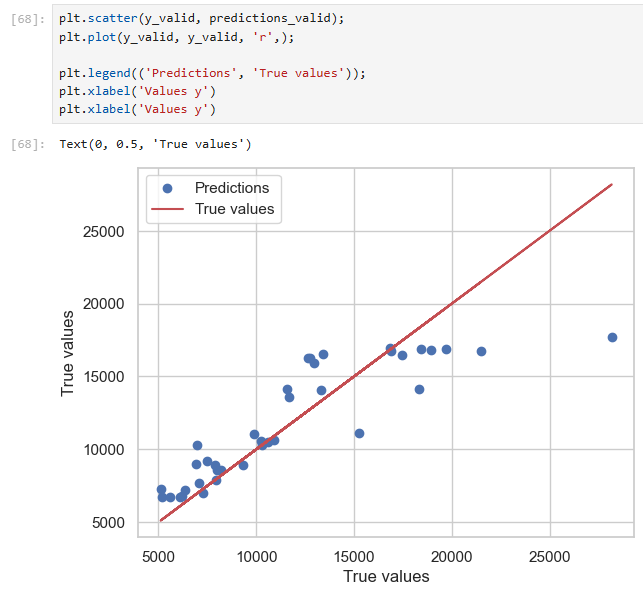 [68]: plt.scatter(y_valid, predictions_valid);
plt.plot(y_valid, y_valid, 'r',);
plt.legend(('Predictions', 'True values'));
plt.xlabel('Values y')
plt.xlabel('Values y')
[68]: Text(0, 0.5, 'True values')
Predictions
True values
25000
20000
15000
10000
5000
True values
5000 10000 15000 20000 25000
True values